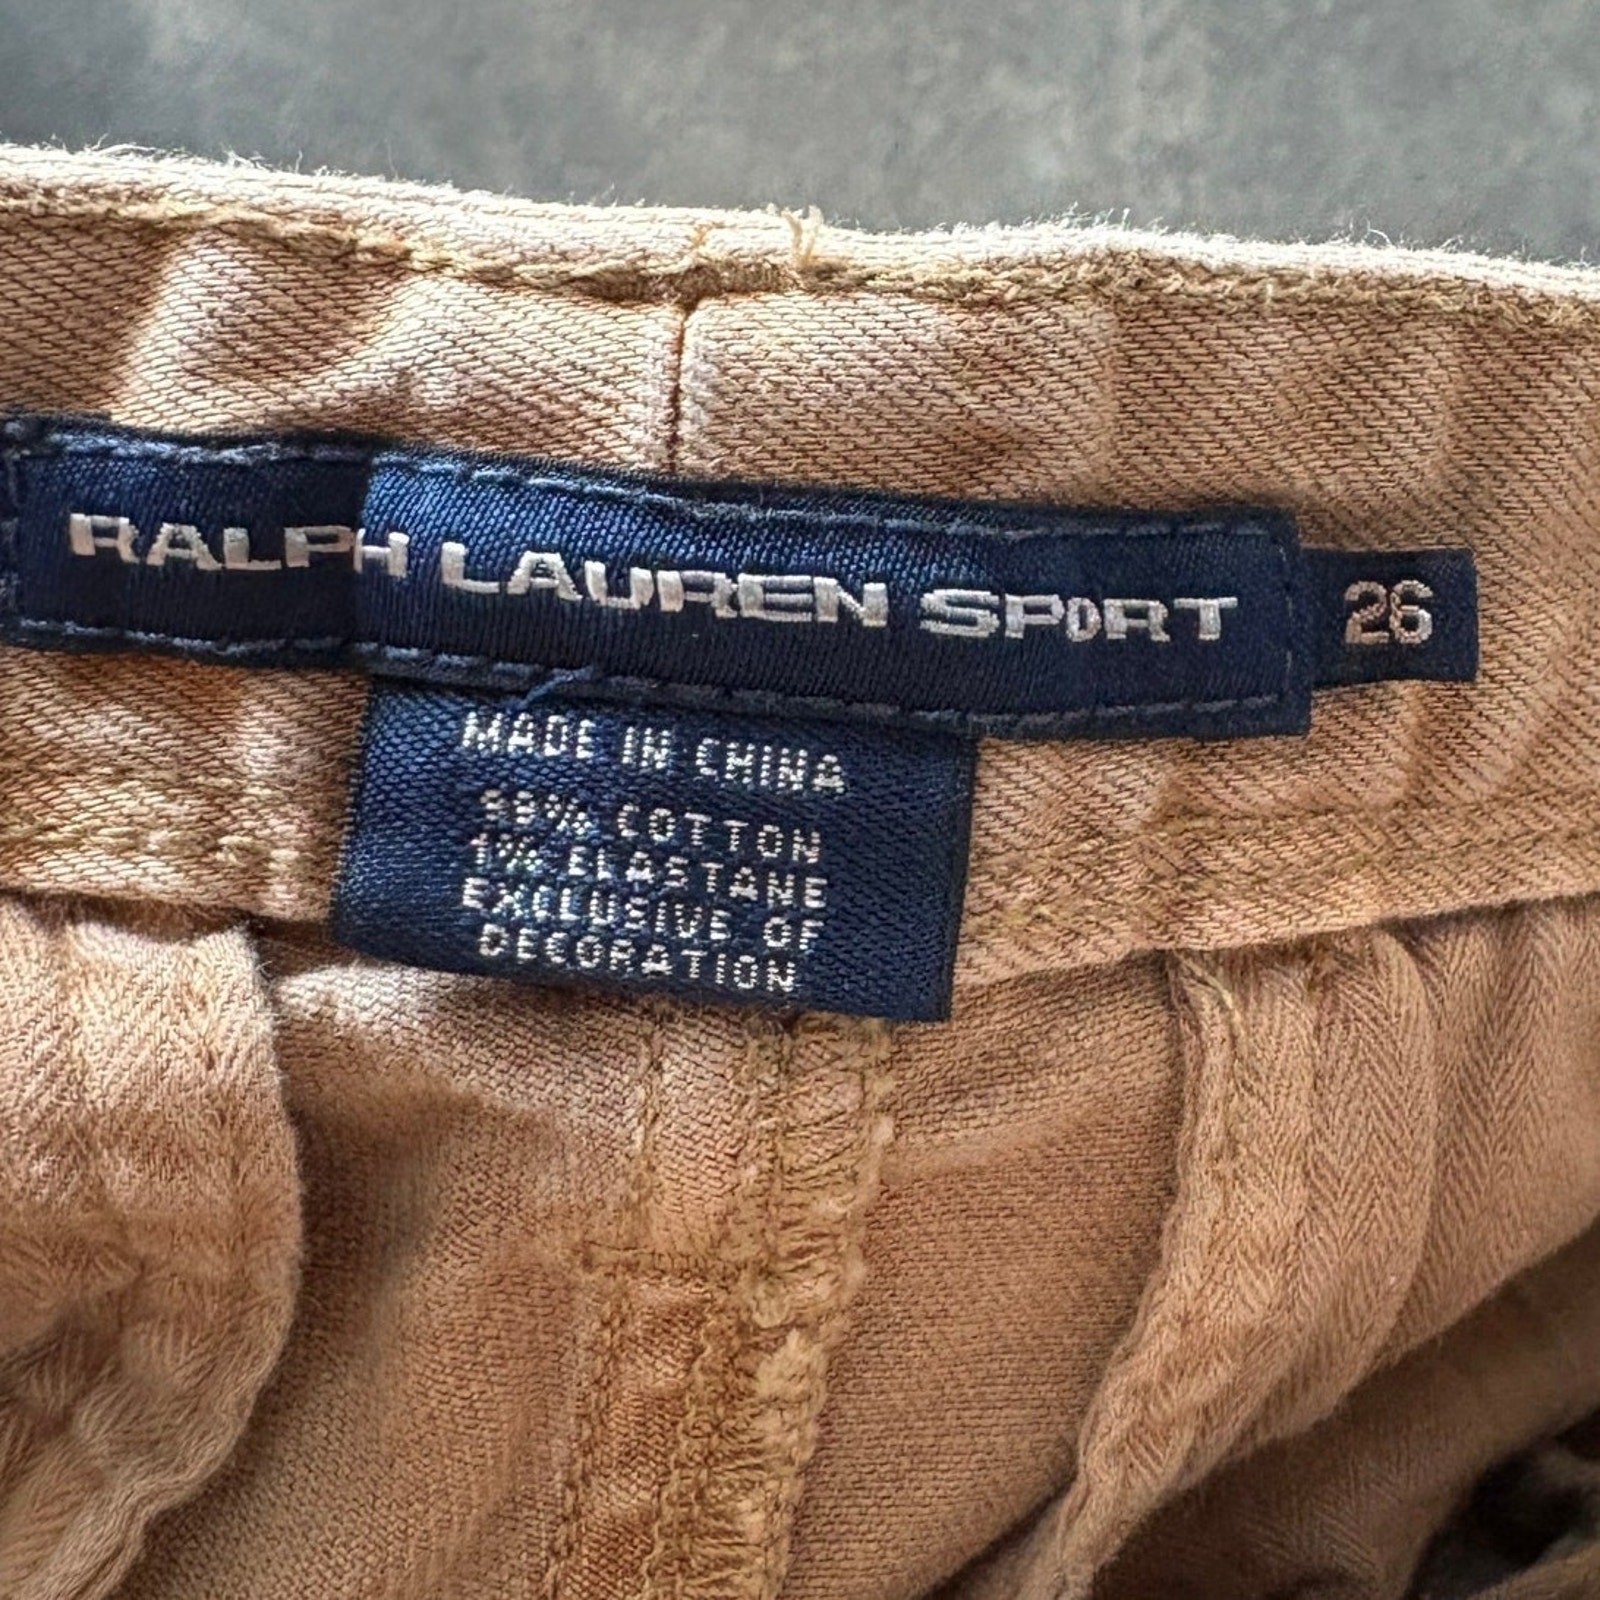 RALPH LAUREN SPORT
26
MADE IN CHINA
99% COTTON
1% ELASTANE
EXCLUSIVE OF
DECORATION